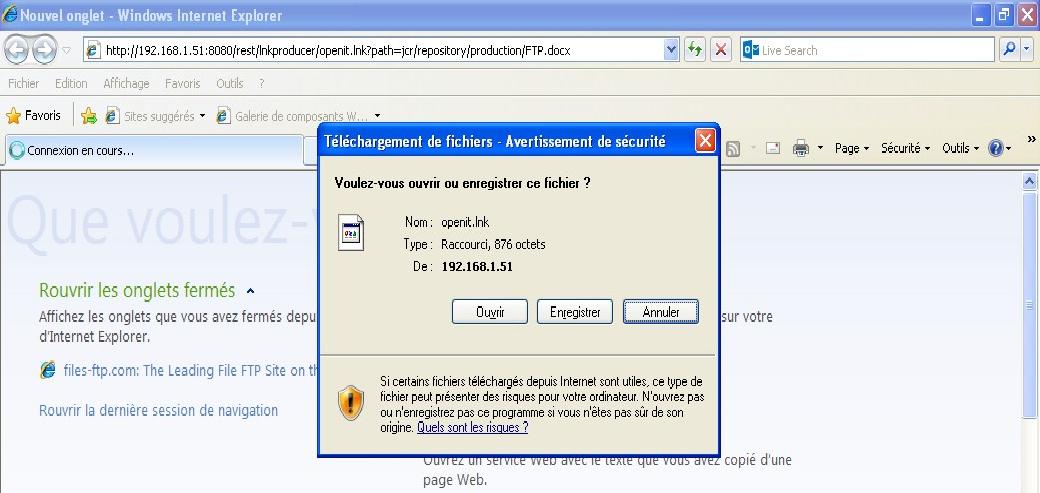 Nouvel onglet - Windows Internet Explorer
http://192.168.1.51:8080/rest/lnkproducer/openit.lnk?path=jcr/repository/production/FTP.docx
Live Search
Fichier Edition Affichage Favoris Outils ?
Favoris Sites suggérés Galerie de composants W...
Connexion en cours...
Page Sécurité Outils »
Téléchargement de fichiers - Avertissement de sécurité
Voulez-vous ouvrir ou enregistrer ce fichier ?
Nom : openit.lnk
Type : Raccourci, 876 octets
De : 192.168.1.51
Ouvrir Enregistrer Annuler
Si certains fichiers téléchargés depuis Internet sont utiles, ce type de
fichier peut présenter des risques pour votre ordinateur. N'ouvrez pas
ou n'enregistrez pas ce programme si vous n'êtes pas sûr de son
origine. Quels sont les risques ?
Que voulez-
Rouvrir les onglets fermés
Affichez les onglets que vous avez fermés depu sur votre
d'Internet Explorer.
files-ftp.com: The Leading File FTP Site on th
Rouvrir la dernière session de navigation
Ouvrez un service Web avec le texte que vous avez copié d'une
page Web.